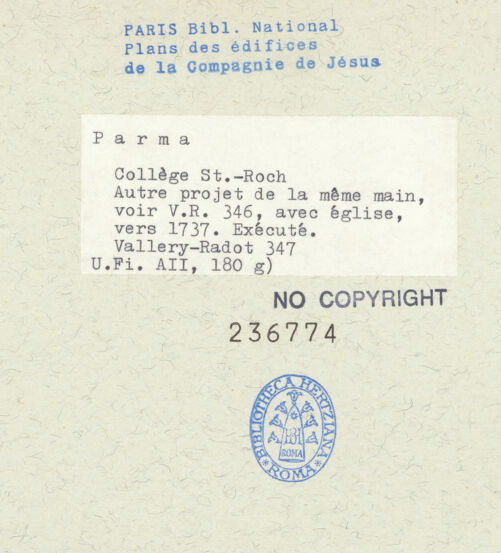 PARIS Bibl. National
Plans des édifices
de la Compagnie de Jésus
Parma
Collège St.-Roch
Autre projet de la même main,
voir V.R. 346, avec église,
vers 1737. Exécuté.
Vallery-Radot 347
U.Fi. AII, 180 g)
NO COPYRIGHT
236774
BIBLIOTHECA HERTZIANA
ROMA
* ROMA *